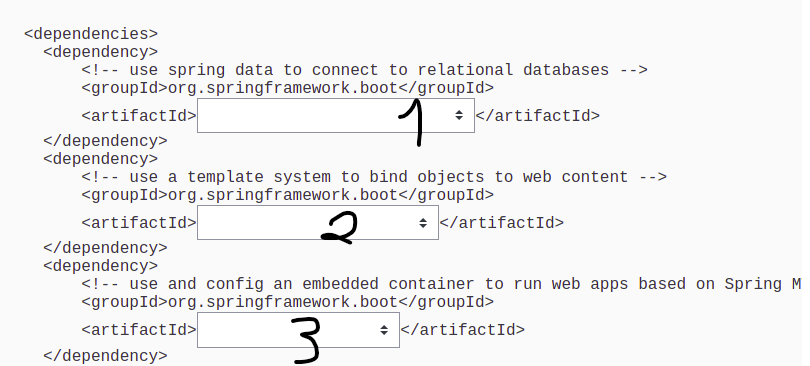 <dependencies>
<dependency>
<!-- use spring data to connect to relational databases -->
<groupId>org.springframework.boot</groupId>
<artifactId> 1 </artifactId>
</dependency>
<dependency>
<!-- use a template system to bind objects to web content -->
<groupId>org.springframework.boot</groupId>
<artifactId> 2 </artifactId>
</dependency>
<dependency>
<!-- use and config an embedded container to run web apps based on Spring M
<groupId>org.springframework.boot</groupId>
<artifactId> 3 </artifactId>
</dependency>